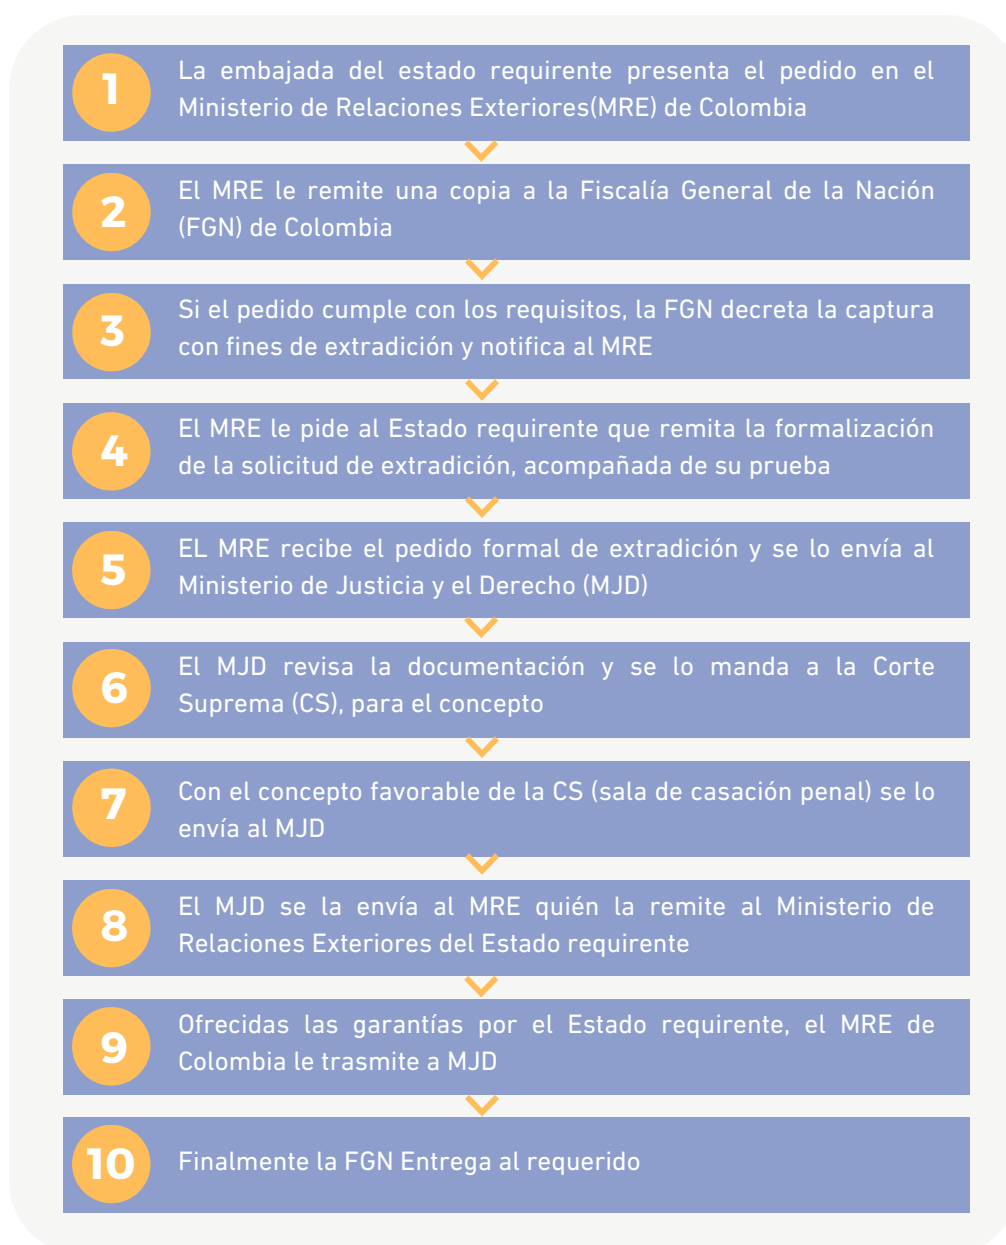 1
La embajada del estado requirente presenta el pedido en el
Ministerio de Relaciones Exteriores(MRE) de Colombia
2
El MRE le remite una copia a la Fiscalía General de la Nación
(FGN) de Colombia
3
Si el pedido cumple con los requisitos, la FGN decreta la captura
con fines de extradición y notifica al MRE
4
El MRE le pide al Estado requirente que remita la formalización
de la solicitud de extradición, acompañada de su prueba
5
EL MRE recibe el pedido formal de extradición y se lo envía al
Ministerio de Justicia y el Derecho (MJD)
6
El MJD revisa la documentación y se lo manda a la Corte
Suprema (CS), para el concepto
7
Con el concepto favorable de la CS (sala de casación penal) se lo
envía al MJD
8
El MJD se la envía al MRE quién la remite al Ministerio de
Relaciones Exteriores del Estado requirente
9
Ofrecidas las garantías por el Estado requirente, el MRE de
Colombia le trasmite a MJD
10
Finalmente la FGN Entrega al requerido